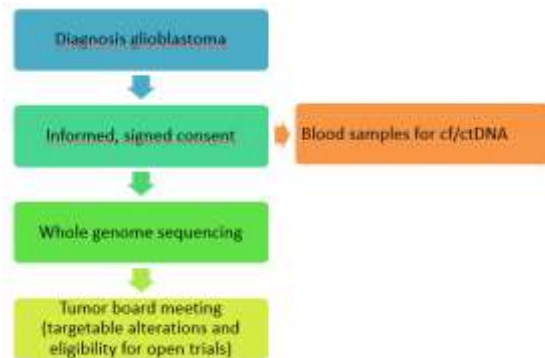 Diagnosis glioblastoma
Informed, signed consent
Blood samples for cf/ctDNA
Whole genome sequencing
Tumor board meeting
(targetable alterations and
eligibility for open trials)